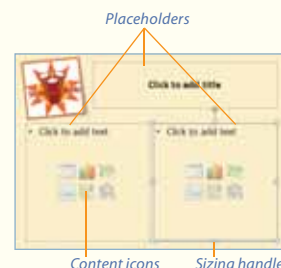 Placeholders
Click to add title
• Click to add text
• Click to add text
Content icons
Sizing handle